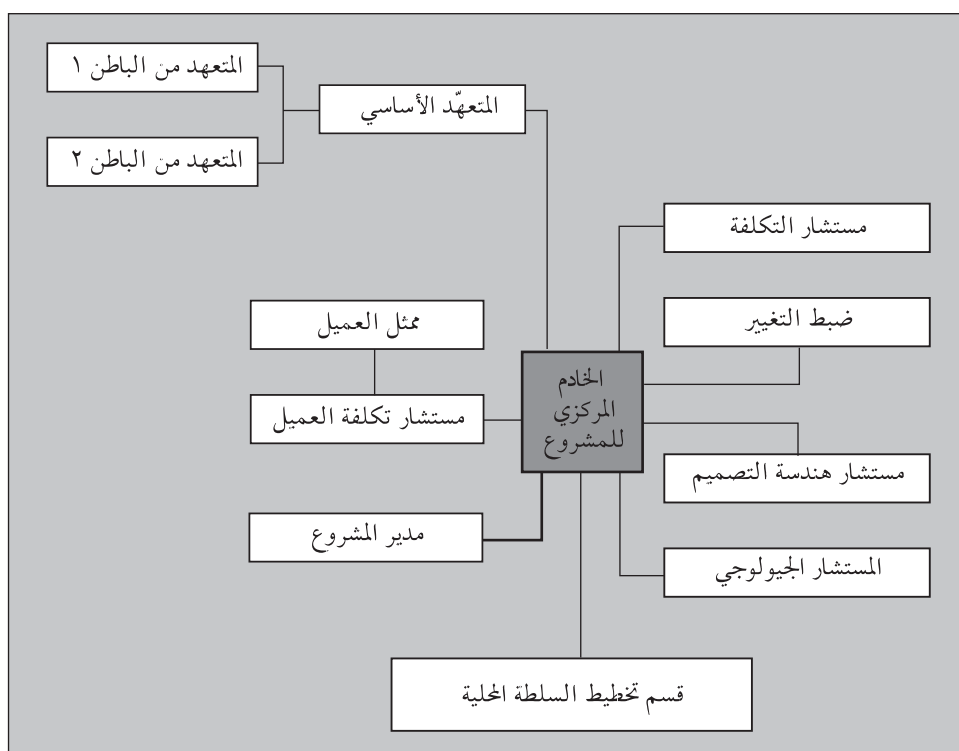 المتعهد من الباطن ١
المتعهّد الأساسي
المتعهد من الباطن ٢
مستشار التكلفة
ضبط التغيير
ممثل العميل
الخادم
المركزي
للمشروع
مستشار تكلفة العميل
مستشار هندسة التصميم
مدير المشروع
المستشار الجيولوجي
قسم تخطيط السلطة المحلية